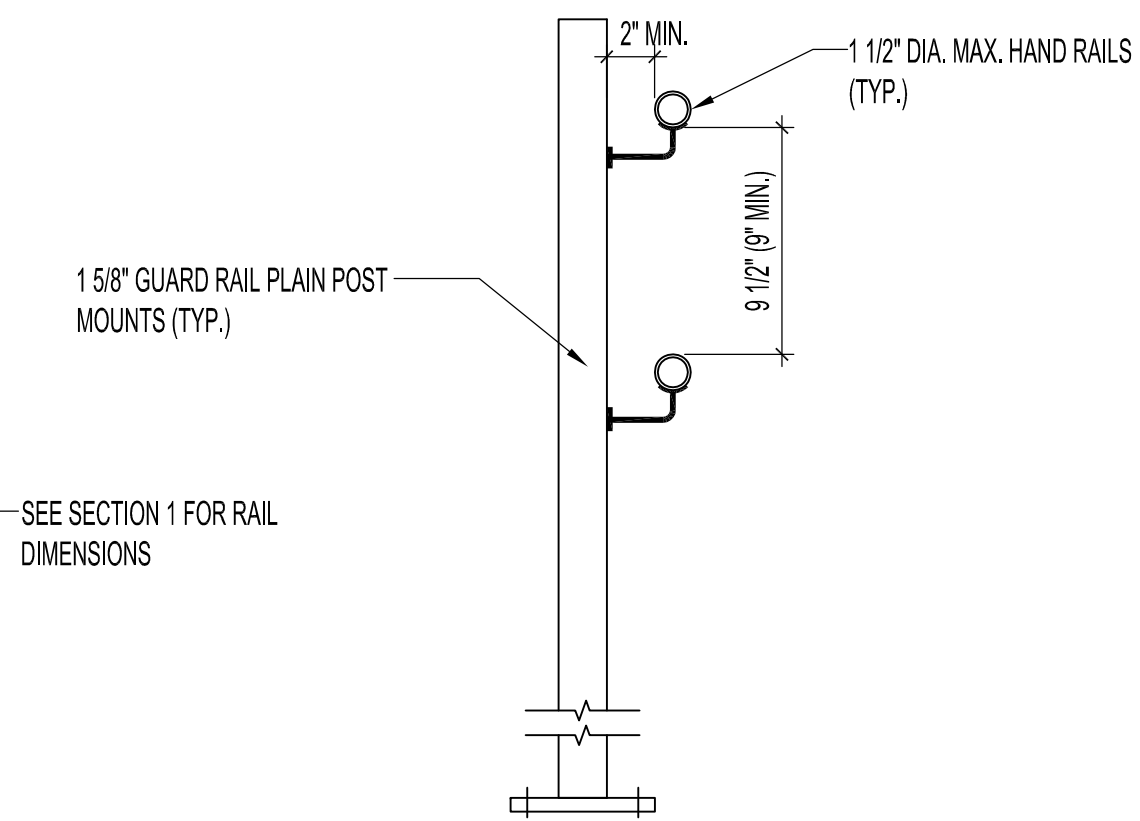 2" MIN.
1 1/2" DIA. MAX. HAND RAILS
(TYP.)
9 1/2" (9" MIN.)
1 5/8" GUARD RAIL PLAIN POST
MOUNTS (TYP.)
SEE SECTION 1 FOR RAIL
DIMENSIONS